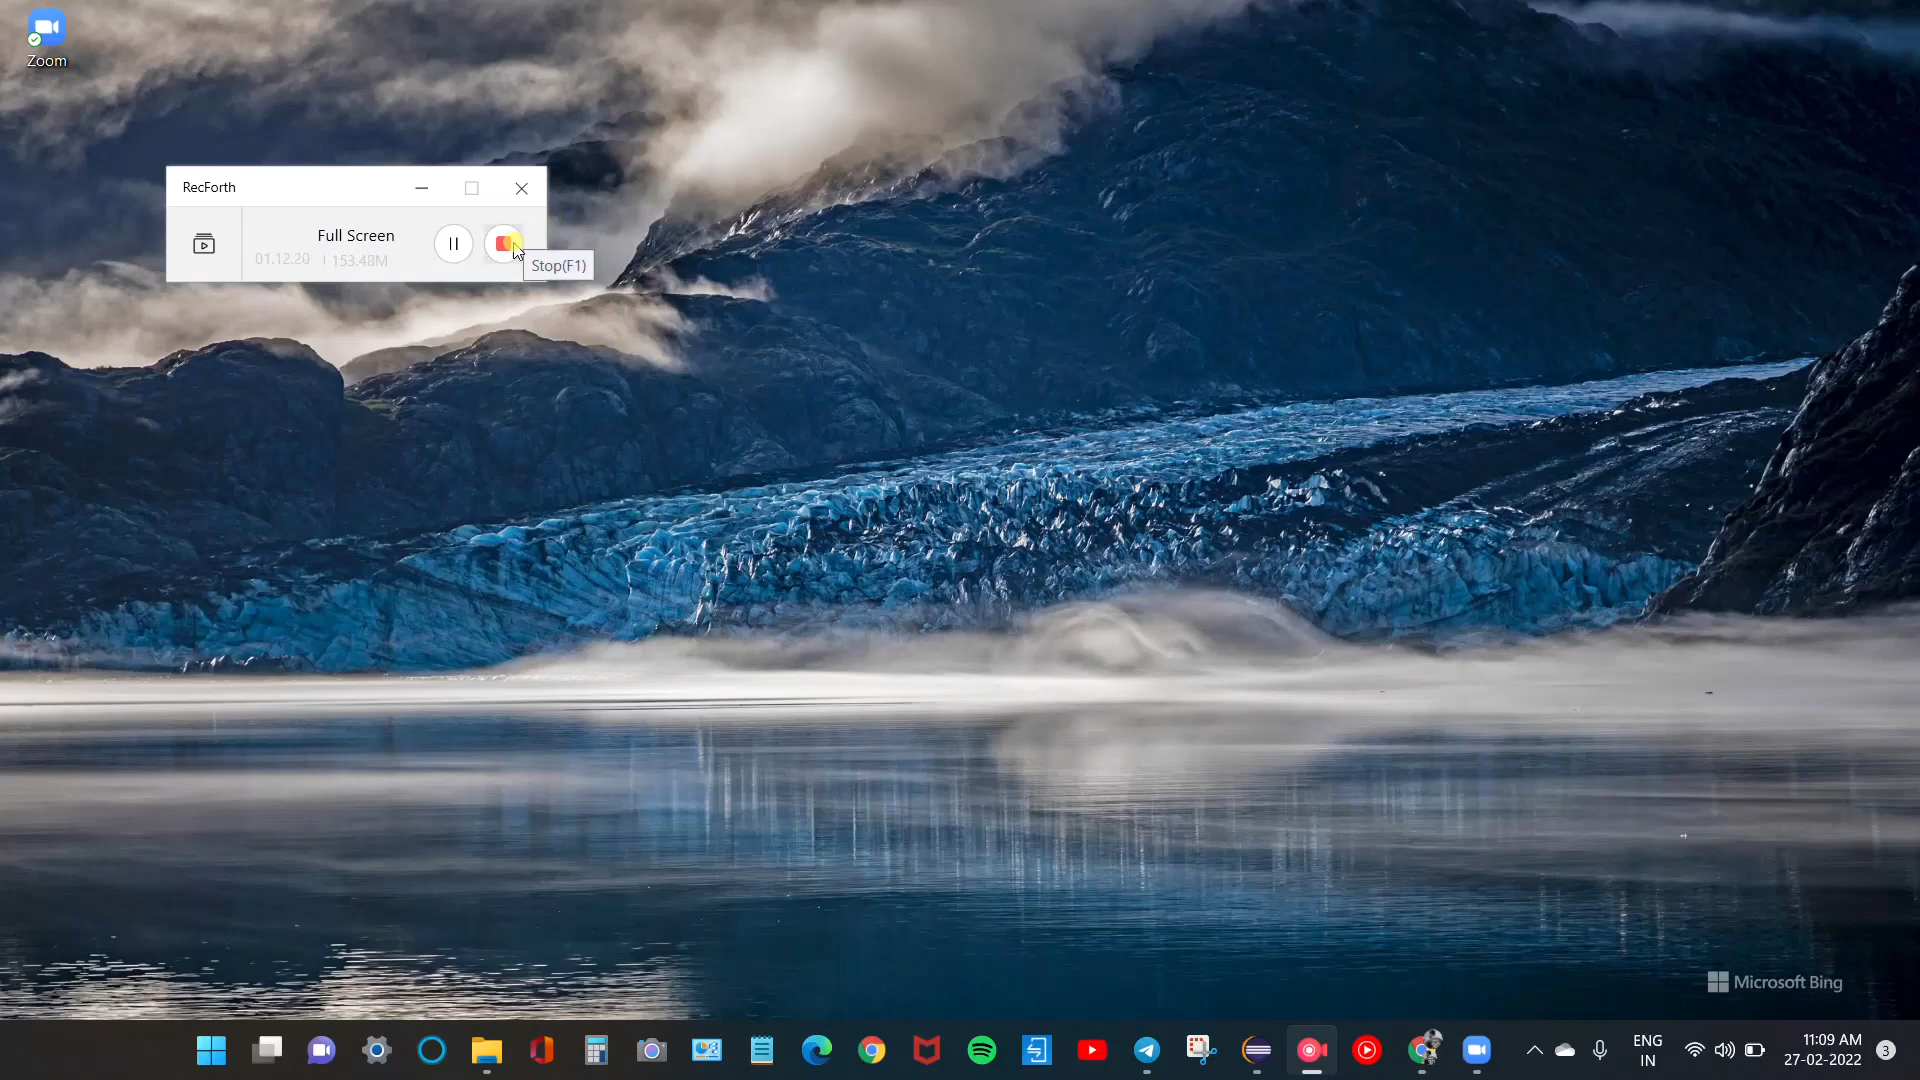 Zoom
RecForth
Full Screen
01.12.20 | 153.48M
Stop(F1)
Microsoft Bing
ENG
IN
11:09 AM
27-02-2022
3